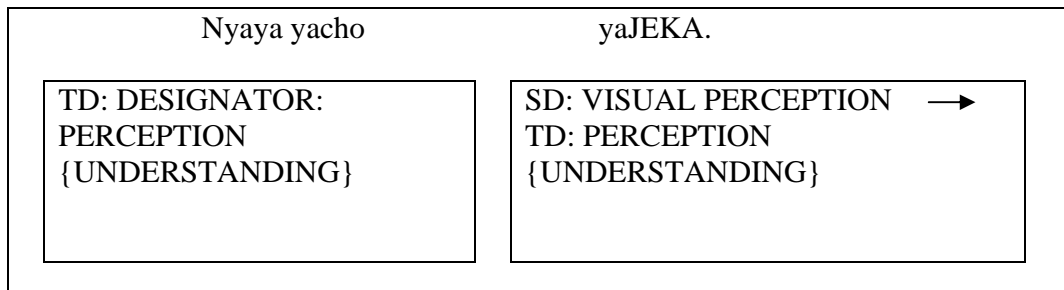 Nyaya yacho yaJEKA.
TD: DESIGNATOR:
PERCEPTION
{UNDERSTANDING}
SD: VISUAL PERCEPTION →
TD: PERCEPTION
{UNDERSTANDING}